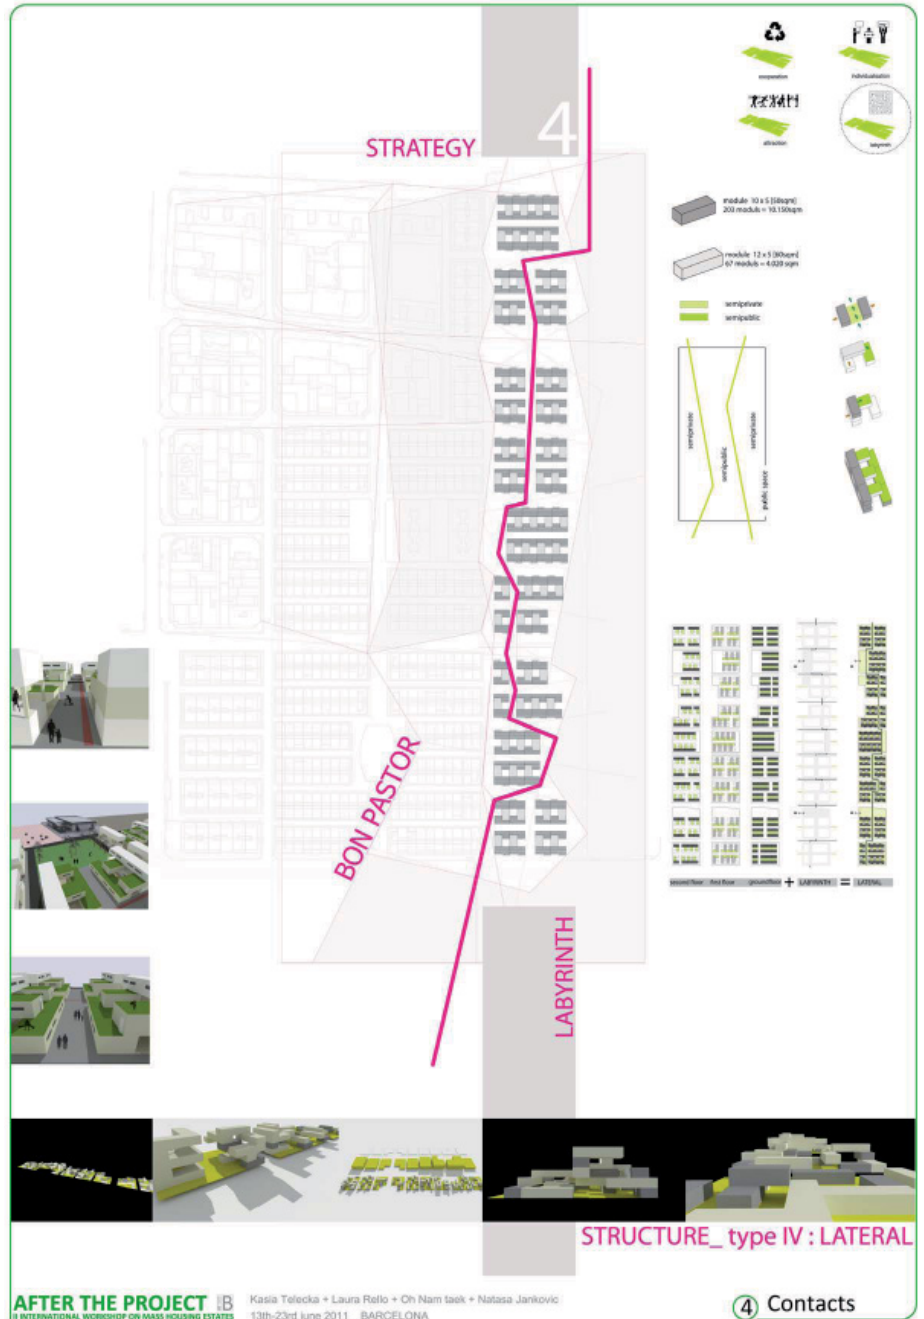 4
STRATEGY
cooperation
individualisation
attraction
labyrinth
module 10 x 5 [50sqm]
203 moduls = 10.150sqm
module 12 x 5 [60sqm]
67 moduls = 4.020 sqm
semiprivate
semipublic
semiprivate
semipublic
semiprivate
public space
BON PASTOR
LABYRINTH
second floor first floor ground floor + LABYRINTH = LATERAL
STRUCTURE_ type IV : LATERAL
AFTER THE PROJECT
II INTERNATIONAL WORKSHOP ON MASS HOUSING ESTATES
Kasia Telecka + Laura Rello + Oh Nam taek + Natasa Jankovic
13th-23rd june 2011 BARCELONA
4 Contacts